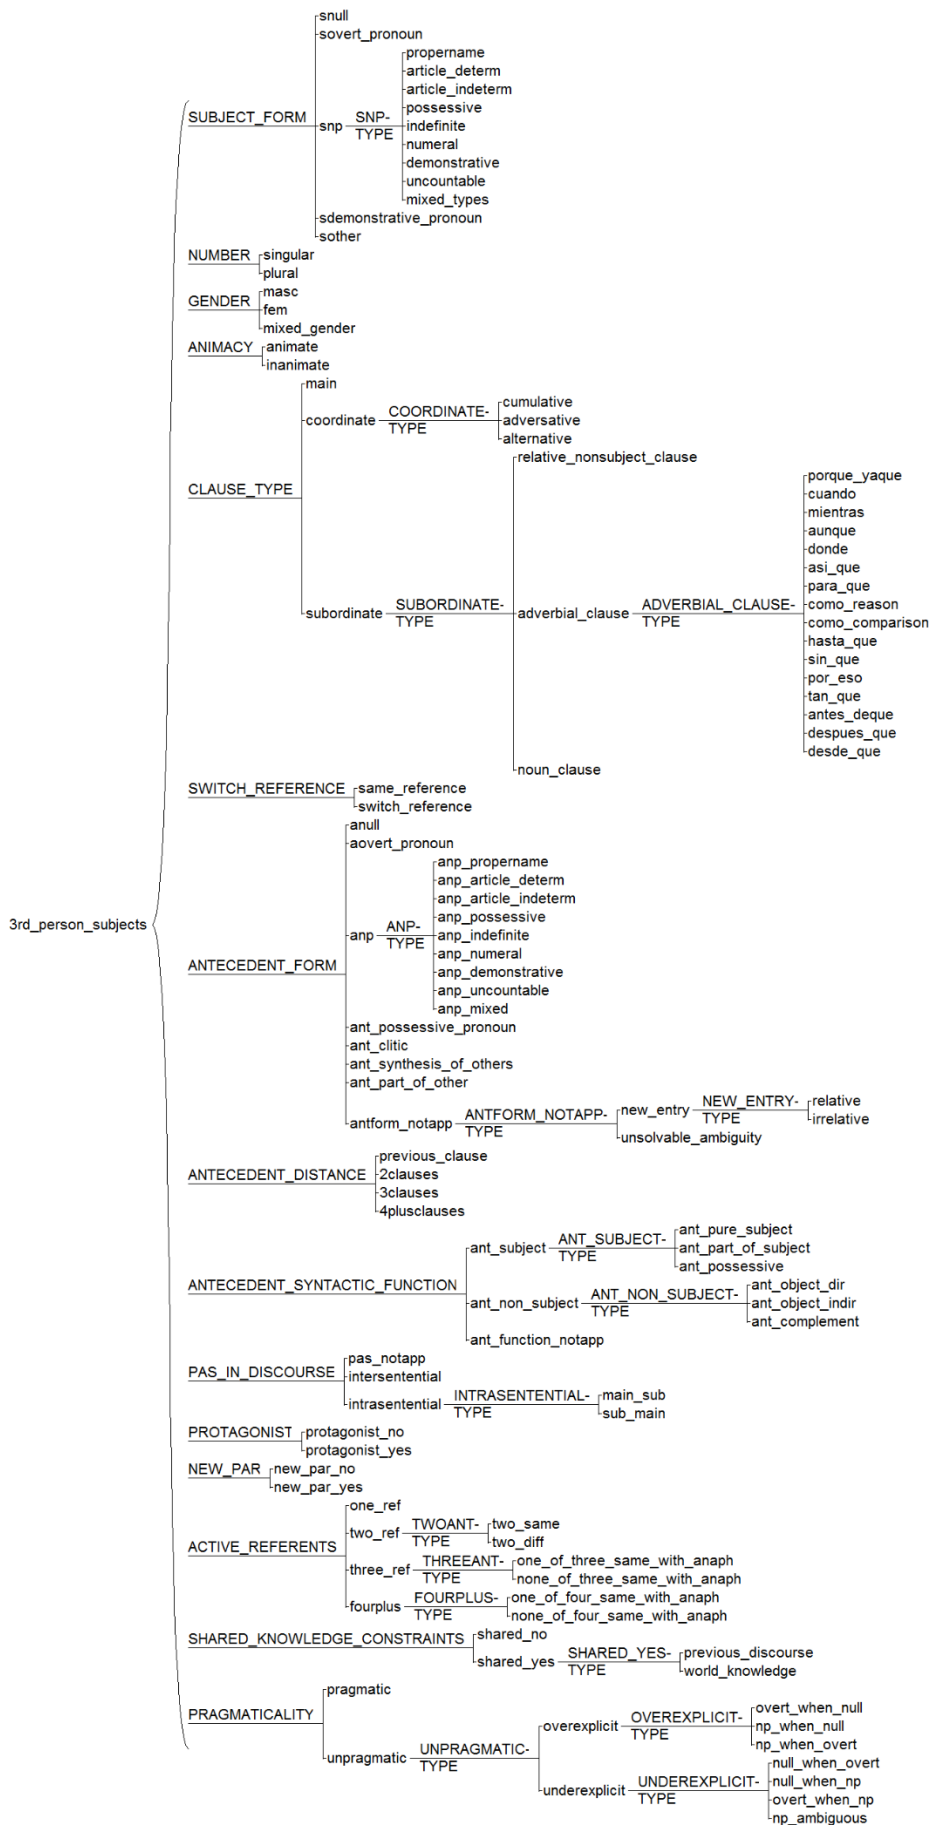 snull
sovert_pronoun
propername
article_determ
article_indeterm
possessive
SUBJECT_FORM snp SNP-TYPE indefinite
numeral
demonstrative
uncountable
mixed_types
sdemonstrative_pronoun
sother
NUMBER singular
plural
GENDER masc
fem
mixed_gender
ANIMACY animate
inanimate
main
cumulative
coordinate COORDINATE-TYPE adversative
alternative
relative_nonsubject_clause
porque_yaque
CLAUSE_TYPE cuando
mientras
aunque
donde
asi_que
para_que
subordinate SUBORDINATE-TYPE adverbial_clause ADVERBIAL_CLAUSE-TYPE como_reason
como_comparison
hasta_que
sin_que
por_eso
tan_que
antes_deque
despues_que
desde_que
noun_clause
SWITCH_REFERENCE same_reference
switch_reference
anull
aovert_pronoun
anp_propername
anp_article_determ
anp_article_indeterm
anp_possessive
3rd_person_subjects
anp ANP-TYPE anp_indefinite
anp_numeral
ANTECEDENT_FORM anp_demonstrative
anp_uncountable
anp_mixed
ant_possessive_pronoun
ant_clitic
ant_synthesis_of_others
ant_part_of_other
antform_notapp ANTFORM_NOTAPP-TYPE new_entry NEW_ENTRY-TYPE relative
irrelative
unsolvable_ambiguity
previous_clause
ANTECEDENT_DISTANCE 2clauses
3clauses
4plusclauses
ant_subject ANT_SUBJECT-TYPE ant_pure_subject
ant_part_of_subject
ant_possessive
ANTECEDENT_SYNTACTIC_FUNCTION
ant_non_subject ANT_NON_SUBJECT-TYPE ant_object_dir
ant_object_indir
ant_complement
ant_function_notapp
pas_notapp
PAS_IN_DISCOURSE intersentential
intrasentential INTRASENTENTIAL-TYPE main_sub
sub_main
PROTAGONIST protagonist_no
protagonist_yes
NEW_PAR new_par_no
new_par_yes
one_ref
two_ref TWOANT-TYPE two_same
two_diff
ACTIVE_REFERENTS
three_ref THREEANT-TYPE one_of_three_same_with_anaph
none_of_three_same_with_anaph
fourplus FOURPLUS-TYPE one_of_four_same_with_anaph
none_of_four_same_with_anaph
SHARED_KNOWLEDGE_CONSTRAINTS shared_no
shared_yes SHARED_YES-TYPE previous_discourse
world_knowledge
pragmatic
PRAGMATICALITY
overexplicit OVEREXPLICIT-TYPE overt_when_null
np_when_null
np_when_overt
unpragmatic UNPRAGMATIC-TYPE
underexplicit UNDEREXPLICIT-TYPE null_when_overt
null_when_np
overt_when_np
np_ambiguous